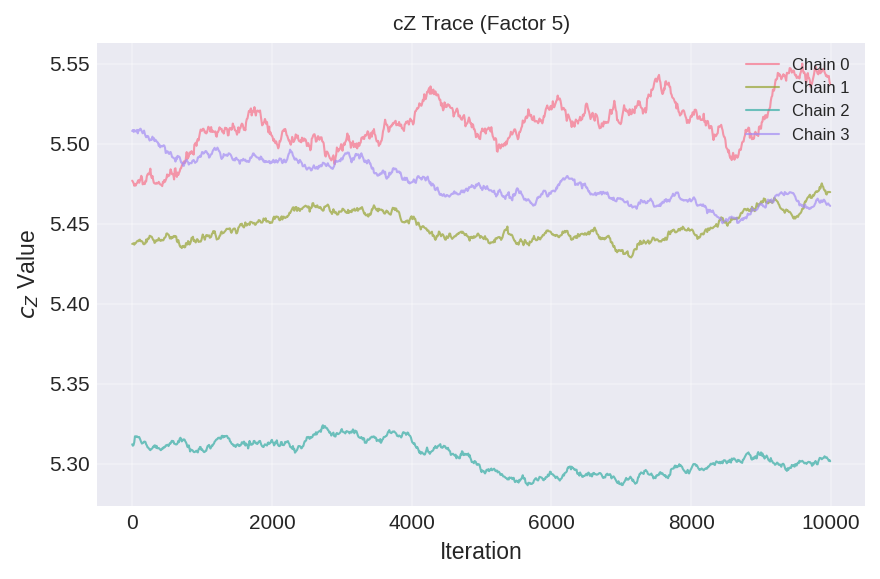 cZ Trace (Factor 5)
5.55
5.50
5.45
5.40
5.35
5.30
cZ Value
Chain 0
Chain 1
Chain 2
Chain 3
0 2000 4000 6000 8000 10000
Iteration